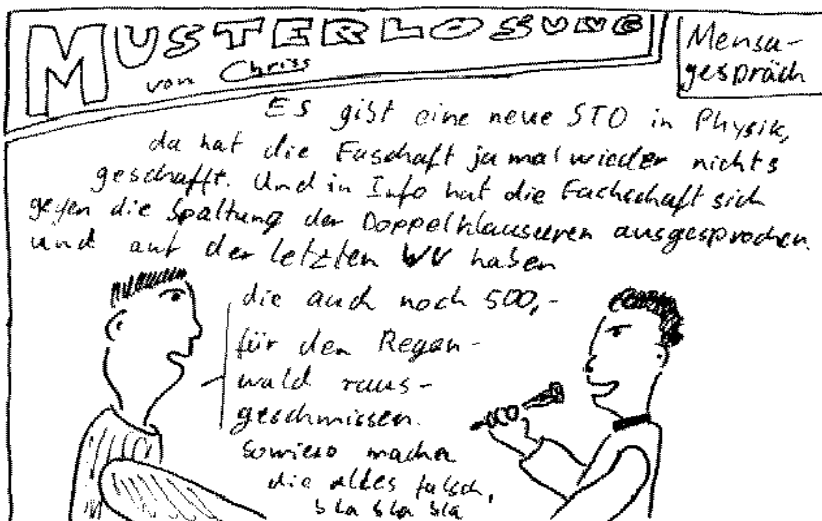 MUSTERLOSUNG
von Chriss
Mensa-
gespräch
ES gibt eine neue STO in Physik,
da hat die Faschaft ja mal wieder nichts
geschafft. Und in Info hat die Fachschaft sich
gegen die Spaltung der Doppelklausuren ausgesprochen.
und auf der letzten VV haben
die auch noch 500,-
für den Regen-
wald raus-
geschmissen.
Sowieso machen
die alles falsch,
bla bla bla